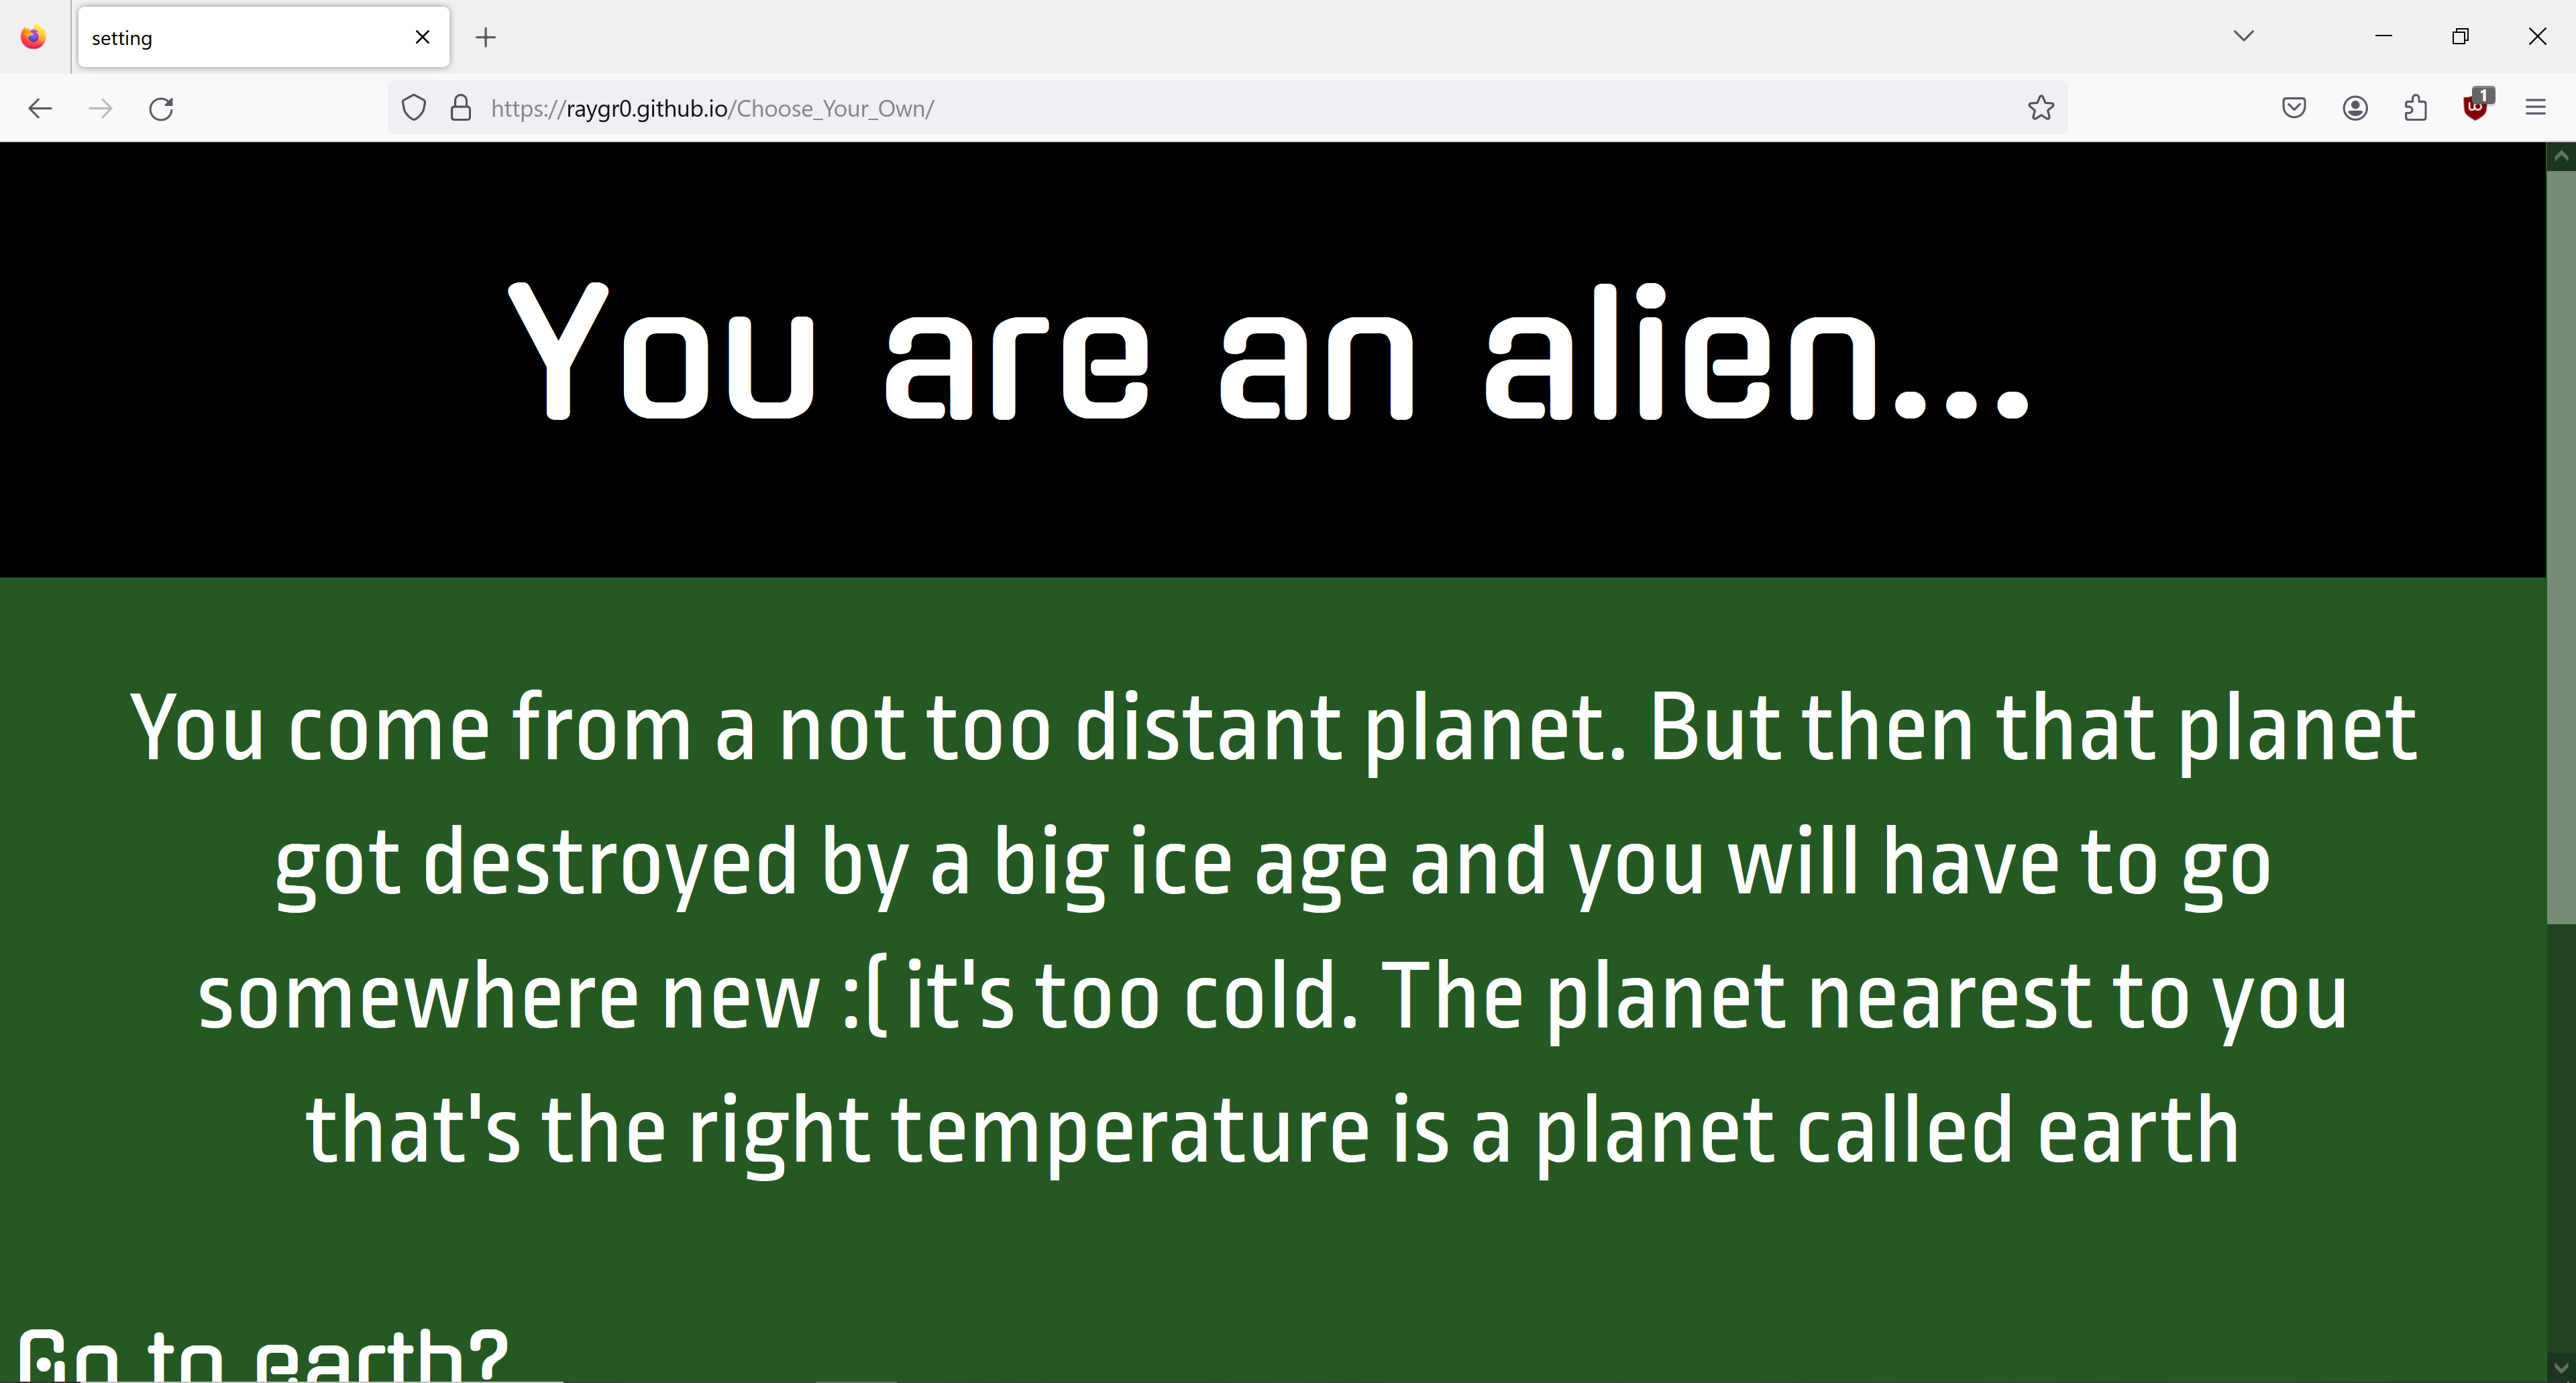 setting
1
https://raygr0.github.io/Choose_Your_Own/
You are an alien...
You come from a not too distant planet. But then that planet
got destroyed by a big ice age and you will have to go
somewhere new :( it's too cold. The planet nearest to you
that's the right temperature is a planet called earth
Go to earth?